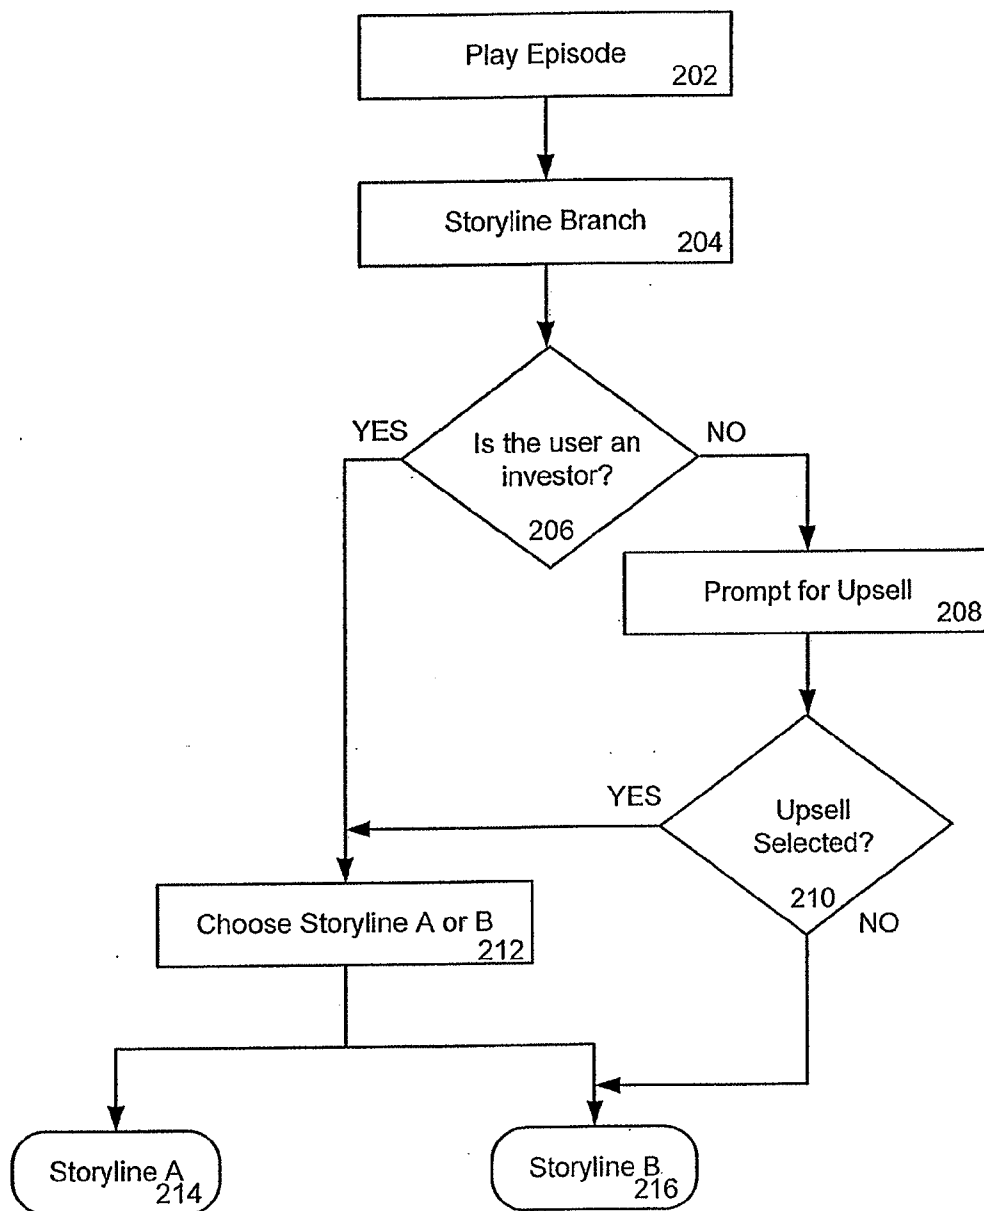 Play Episode
202
Storyline Branch
204
YES
NO
Is the user an
investor?
206
Prompt for Upsell
208
YES
Upsell
Selected?
210
NO
Choose Storyline A or B
212
Storyline A
214
Storyline B
216